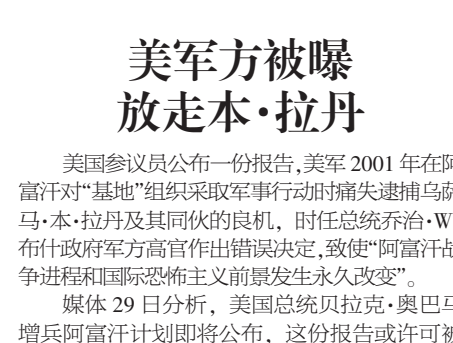 美军方被曝
放走本·拉丹
美国参议员公布一份报告,美军 2001 年在阿
富汗对“基地”组织采取军事行动时痛失逮捕乌萨
马·本·拉丹及其同伙的良机，时任总统乔治·W
布什政府军方高官作出错误决定,致使“阿富汗战
争进程和国际恐怖主义前景发生永久改变”。
媒体 29 日分析，美国总统贝拉克·奥巴马
增兵阿富汗计划即将公布，这份报告或许可被